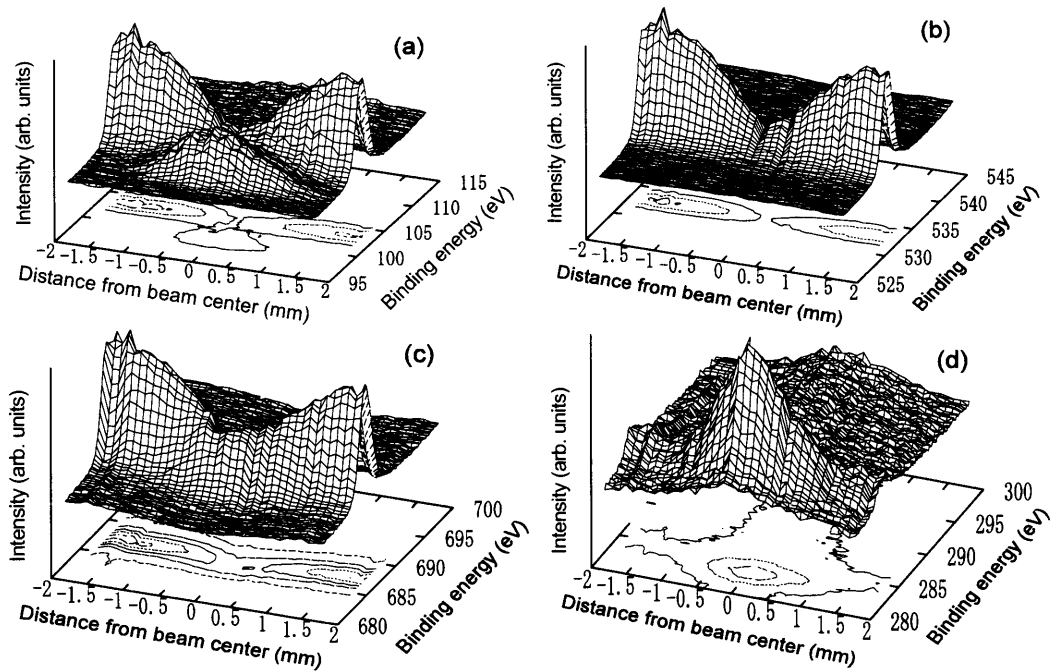 (a)
Intensity (arb. units)
-2 -1.5 -1 -0.5 0 0.5 1 1.5 2
Distance from beam center (mm)
95 100 105 110 115
Binding energy (eV)
(b)
Intensity (arb. units)
-2 -1.5 -1 -0.5 0 0.5 1 1.5 2
Distance from beam center (mm)
525 530 535 540 545
Binding energy (eV)
(c)
Intensity (arb. units)
-2 -1.5 -1 -0.5 0 0.5 1 1.5 2
Distance from beam center (mm)
680 685 690 695 700
Binding energy (eV)
(d)
Intensity (arb. units)
-2 -1.5 -1 -0.5 0 0.5 1 1.5 2
Distance from beam center (mm)
280 285 290 295 300
Binding energy (eV)